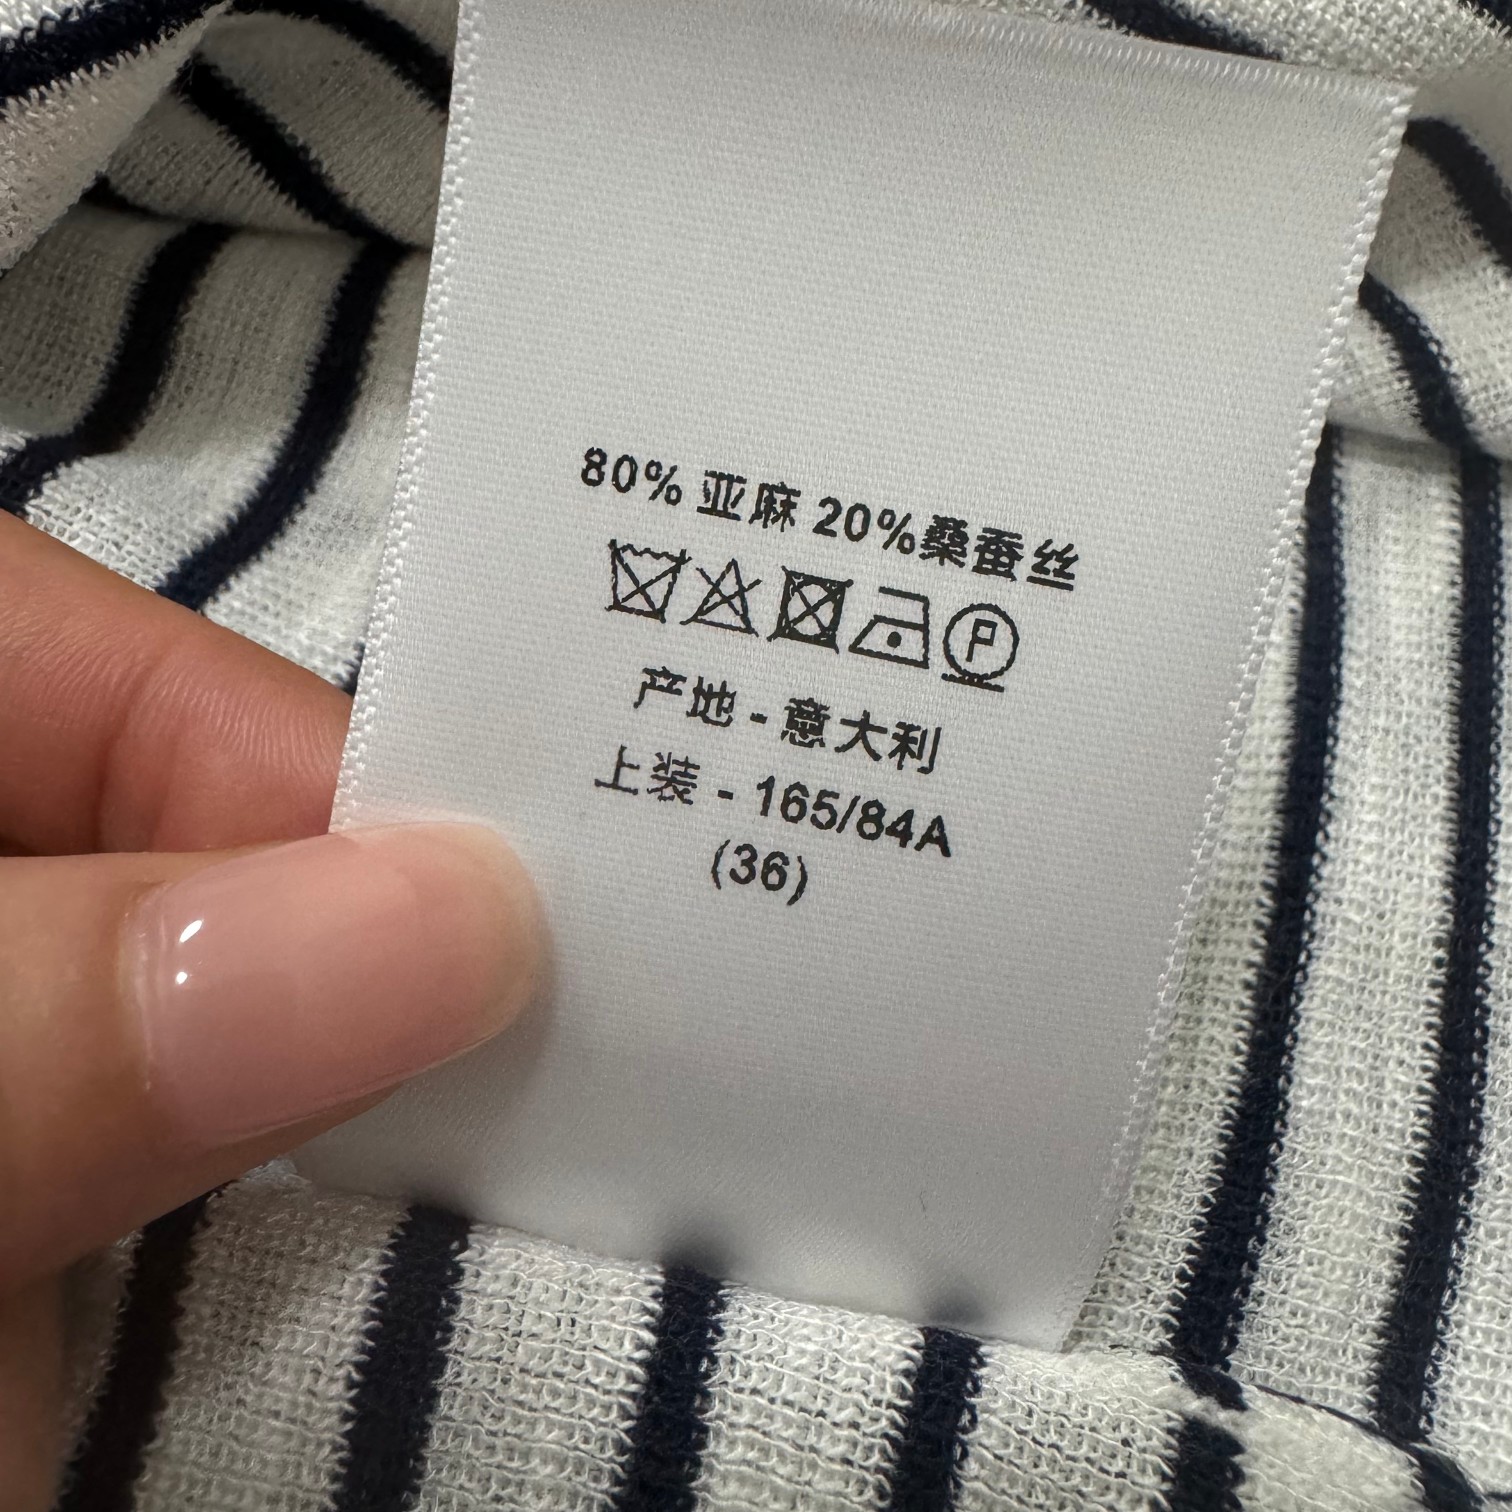 80% 亚麻 20%桑蚕丝
P
产地 - 意大利
上装 - 165/84A
(36)